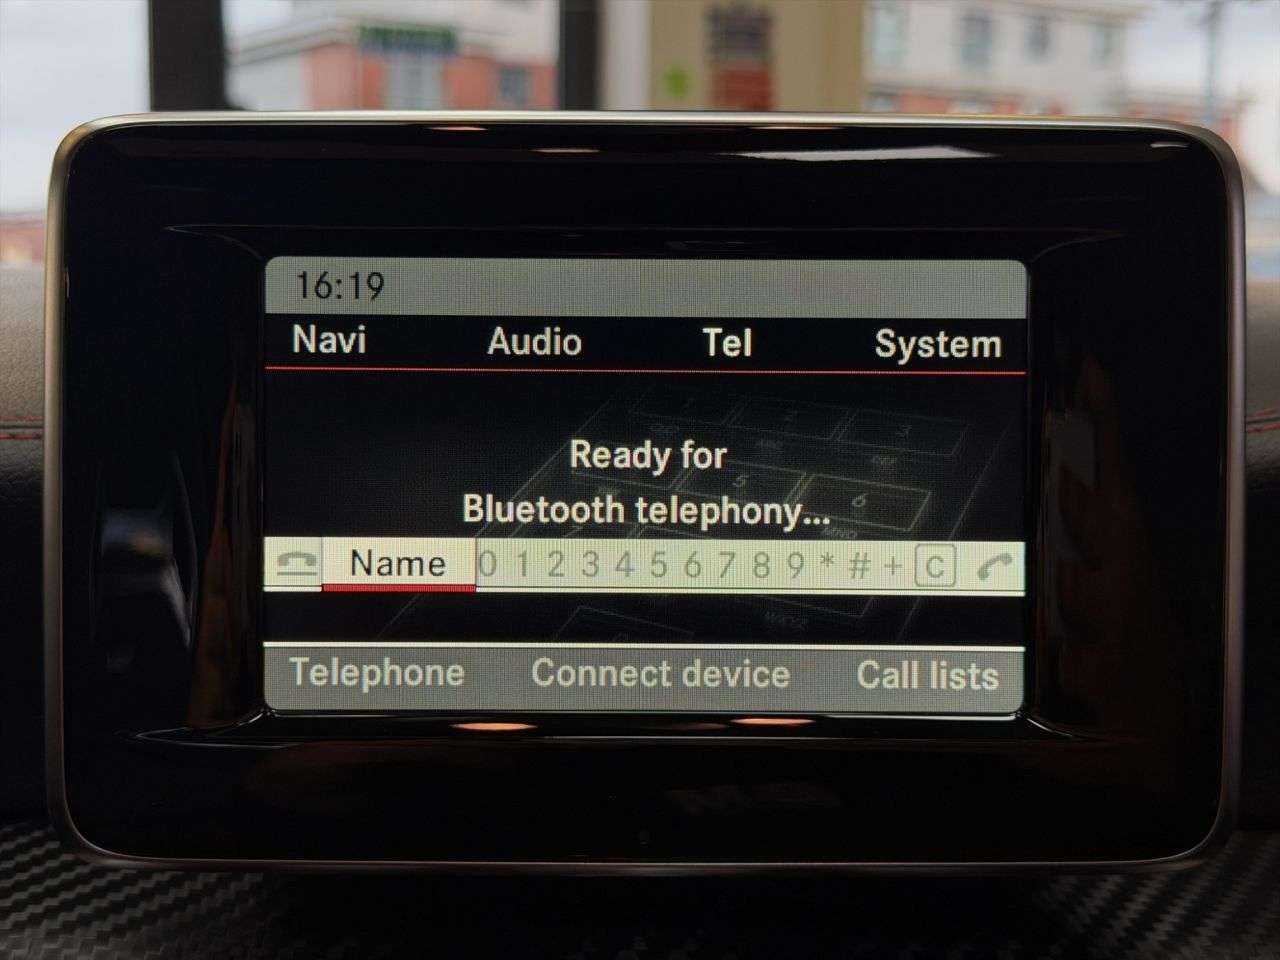 16:19
Navi Audio Tel System
Ready for
Bluetooth telephony...
Name 0 1 2 3 4 5 6 7 8 9 * # + C
Telephone Connect device Call lists